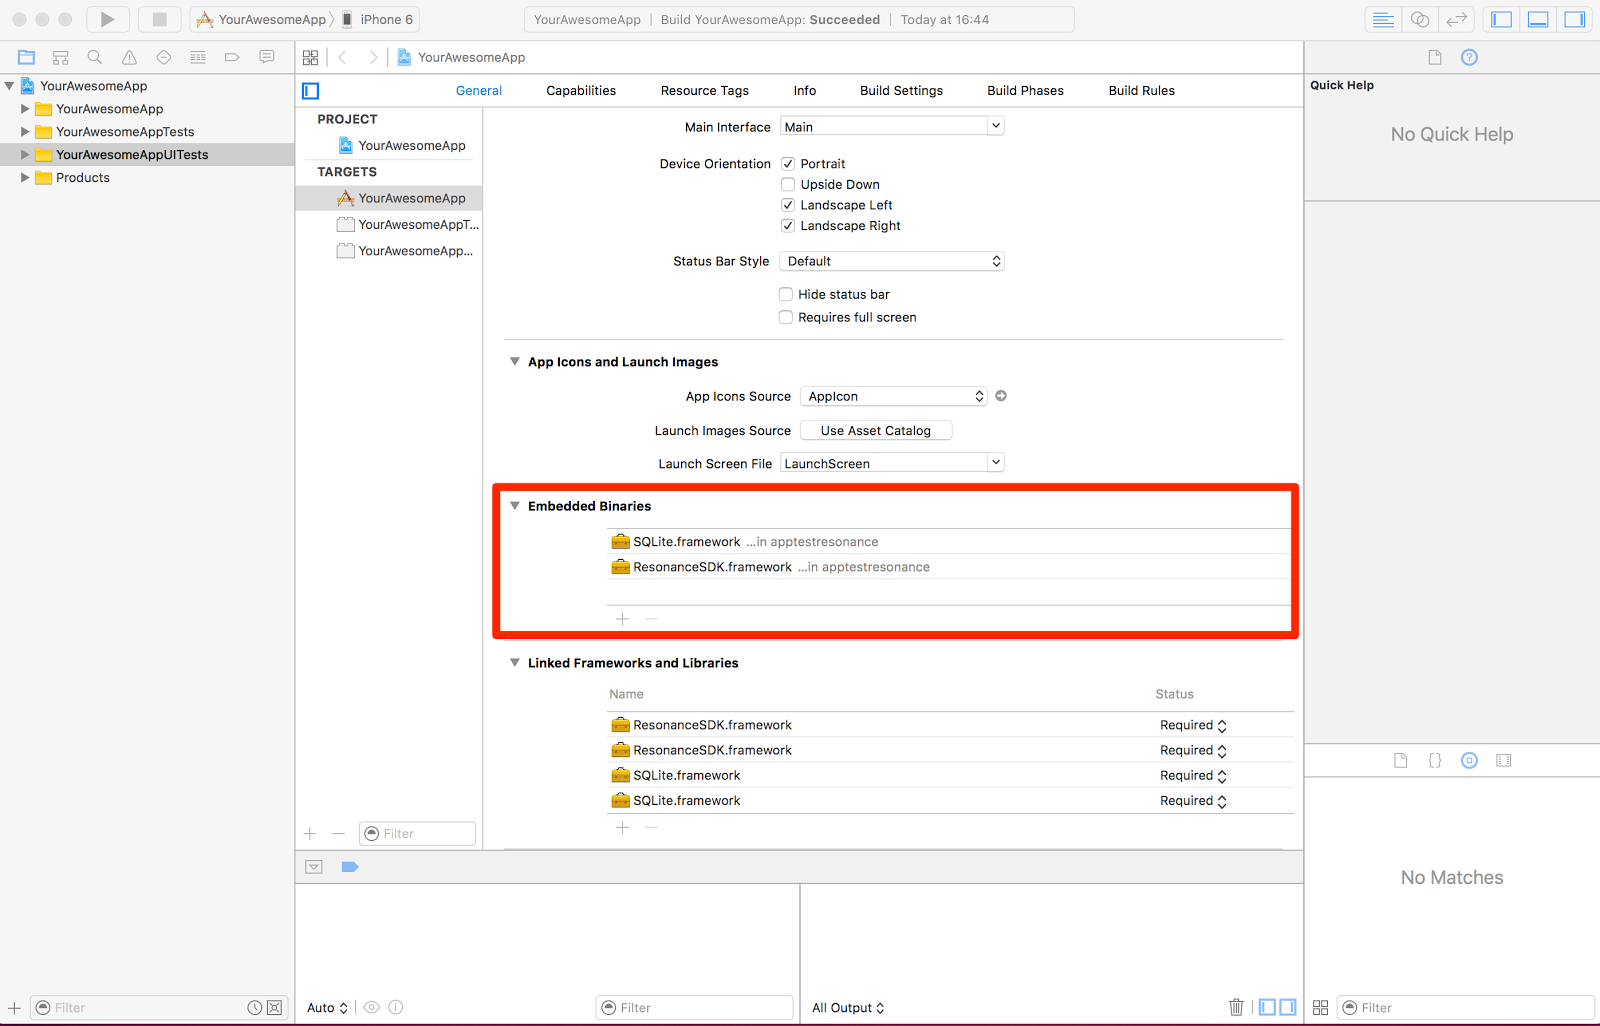 YourAwesomeApp iPhone 6
YourAwesomeApp | Build YourAwesomeApp: Succeeded | Today at 16:44
YourAwesomeApp
YourAwesomeApp
YourAwesomeAppTests
YourAwesomeAppUITests
Products
YourAwesomeApp
General Capabilities Resource Tags Info Build Settings Build Phases Build Rules
PROJECT
YourAwesomeApp
TARGETS
YourAwesomeApp
YourAwesomeAppT...
YourAwesomeApp...
Main Interface Main
Device Orientation Portrait
Upside Down
Landscape Left
Landscape Right
Status Bar Style Default
Hide status bar
Requires full screen
App Icons and Launch Images
App Icons Source AppIcon
Launch Images Source Use Asset Catalog
Launch Screen File LaunchScreen
Embedded Binaries
SQLite.framework ...in apptestresonance
ResonanceSDK.framework ...in apptestresonance
Linked Frameworks and Libraries
Name Status
ResonanceSDK.framework Required
ResonanceSDK.framework Required
SQLite.framework Required
SQLite.framework Required
Filter
Quick Help
No Quick Help
No Matches
Filter
Auto
Filter
All Output
Filter